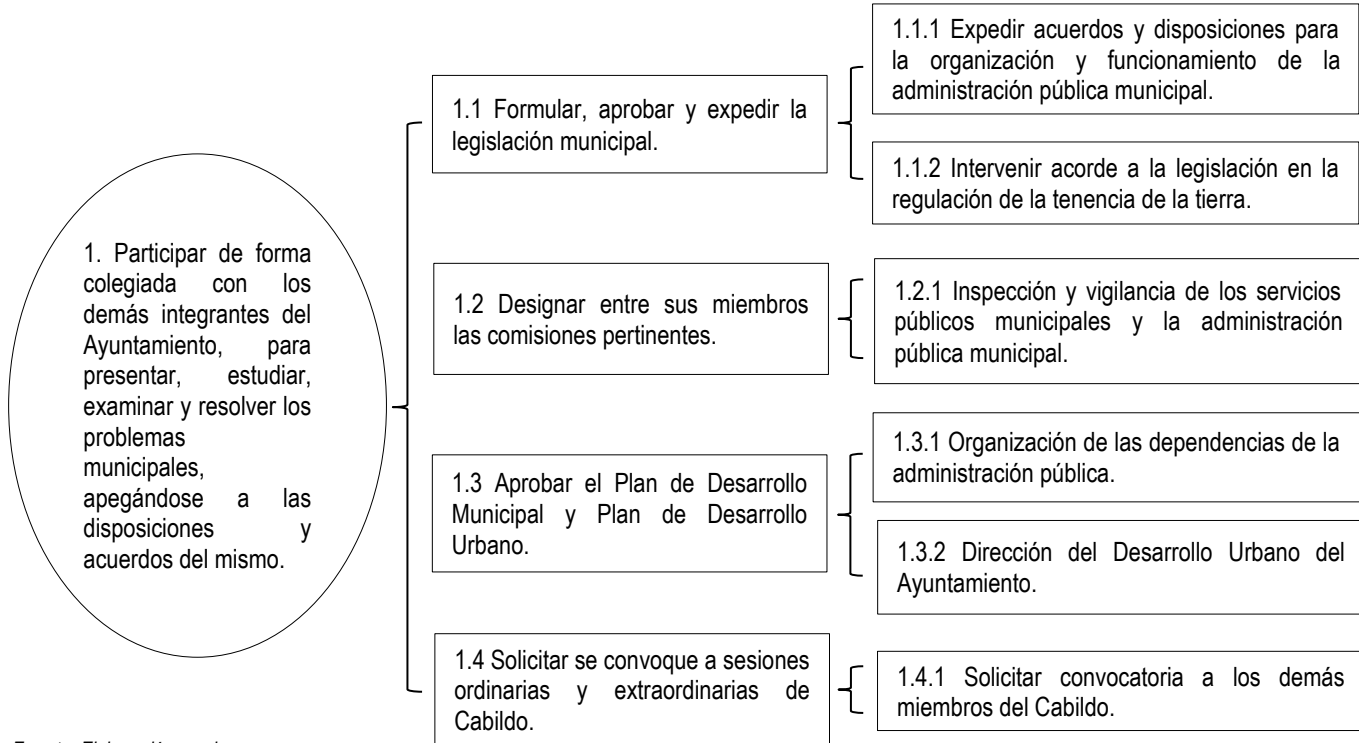 1. Participar de forma
colegiada con los
demás integrantes del
Ayuntamiento, para
presentar, estudiar,
examinar y resolver los
problemas
municipales,
apegándose a las
disposiciones y
acuerdos del mismo.
1.1 Formular, aprobar y expedir la
legislación municipal.
1.1.1 Expedir acuerdos y disposiciones para
la organización y funcionamiento de la
administración pública municipal.
1.1.2 Intervenir acorde a la legislación en la
regulación de la tenencia de la tierra.
1.2 Designar entre sus miembros
las comisiones pertinentes.
1.2.1 Inspección y vigilancia de los servicios
públicos municipales y la administración
pública municipal.
1.3 Aprobar el Plan de Desarrollo
Municipal y Plan de Desarrollo
Urbano.
1.3.1 Organización de las dependencias de la
administración pública.
1.3.2 Dirección del Desarrollo Urbano del
Ayuntamiento.
1.4 Solicitar se convoque a sesiones
ordinarias y extraordinarias de
Cabildo.
1.4.1 Solicitar convocatoria a los demás
miembros del Cabildo.